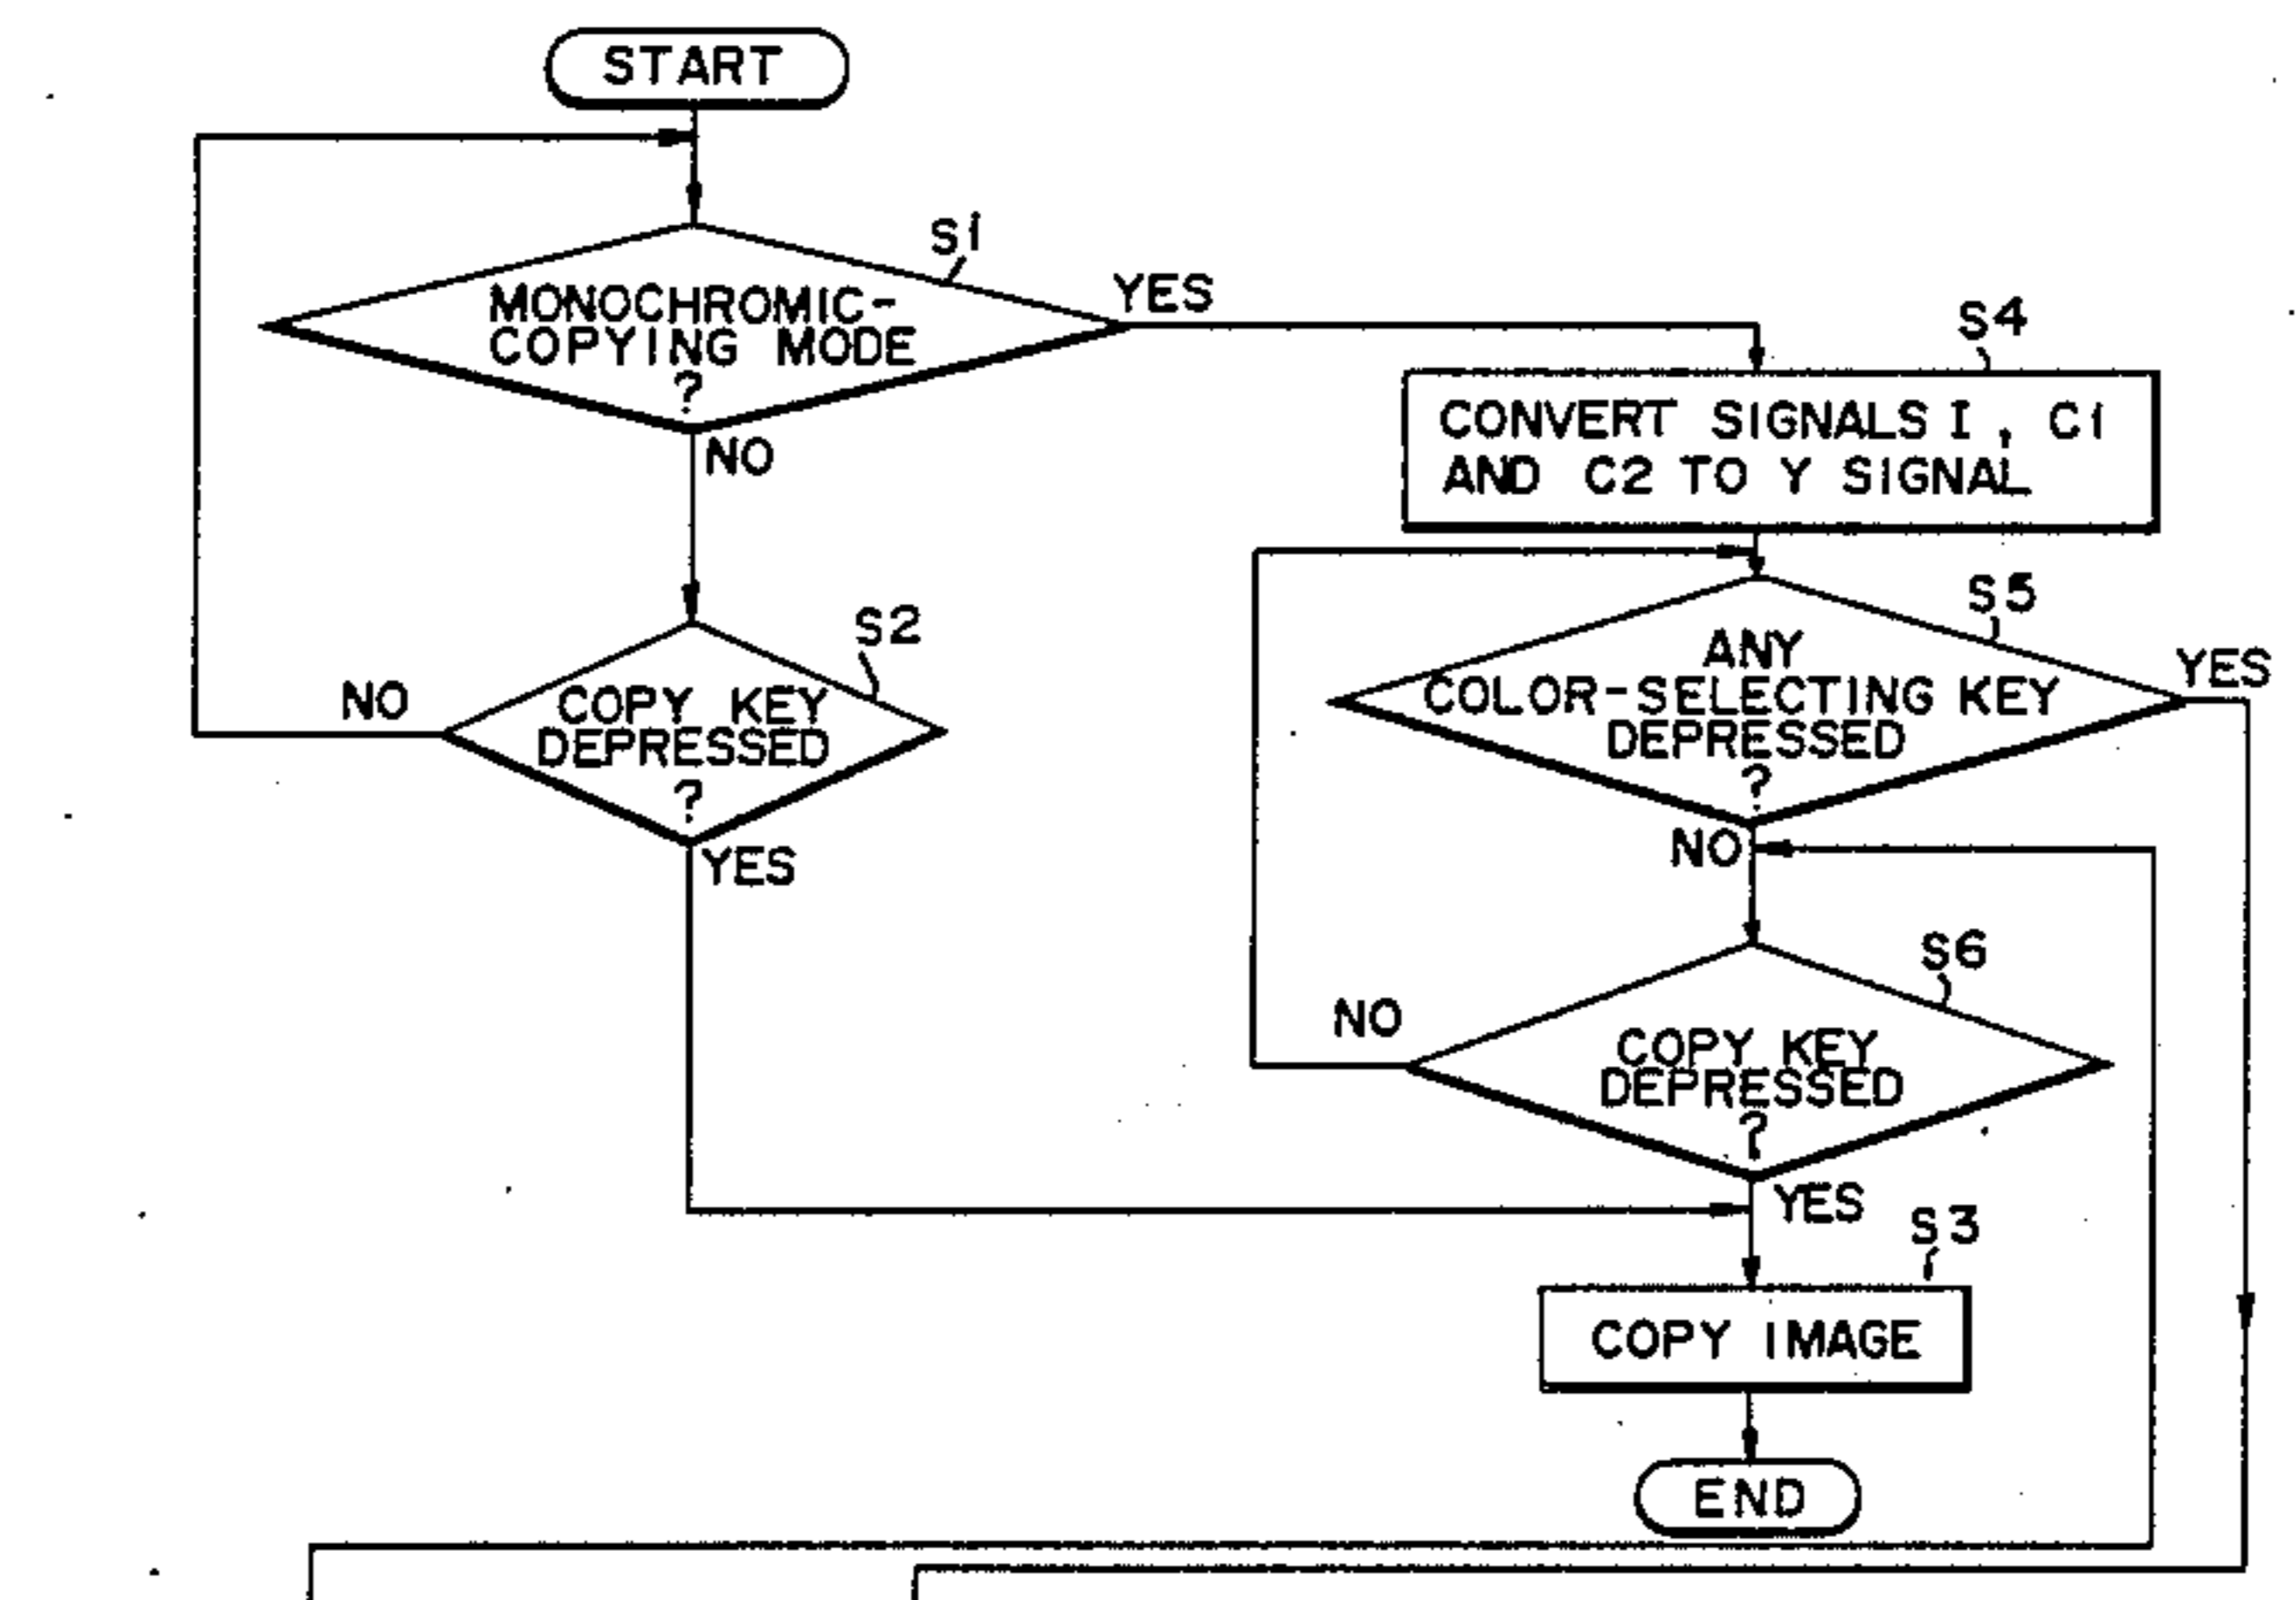 START
S1
MONOCHROMIC-
COPYING MODE
?
YES
NO
S4
CONVERT SIGNALS I, C1
AND C2 TO Y SIGNAL
S2
COPY KEY
DEPRESSED
?
NO
YES
S5
ANY
COLOR-SELECTING KEY
DEPRESSED
?
YES
NO
S6
COPY KEY
DEPRESSED
?
NO
YES
S3
COPY IMAGE
END